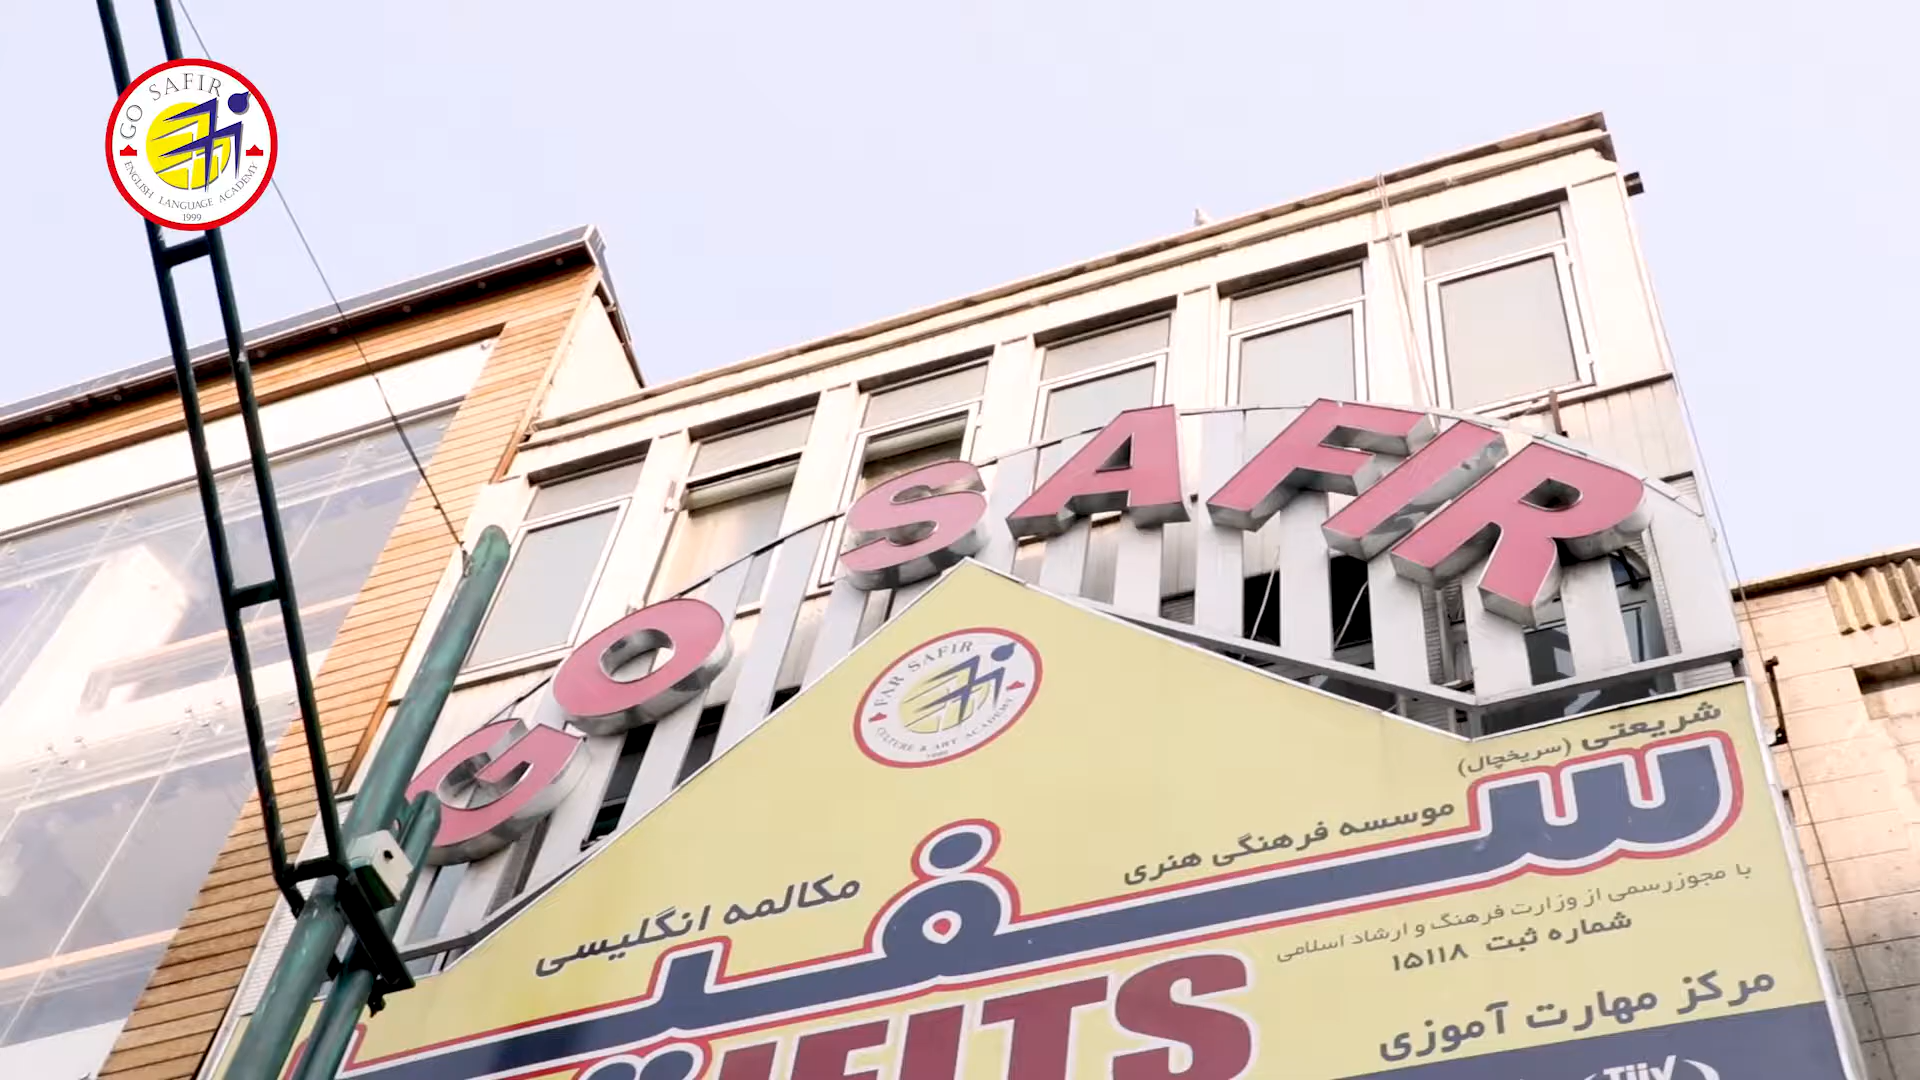 GO SAFIR
ENGLISH LANGUAGE ACADEMY
1999
GO SAFIR
FAR SAFIR
CULTURE & ART ACADEMY
شریعتی (سریخچال)
موسسه فرهنگی هنری
سفیر
مکالمه انگلیسی
با مجوز رسمی از وزارت فرهنگ و ارشاد اسلامی
شماره ثبت ۱۵۱۱۸
IELTS
مرکز مهارت آموزی